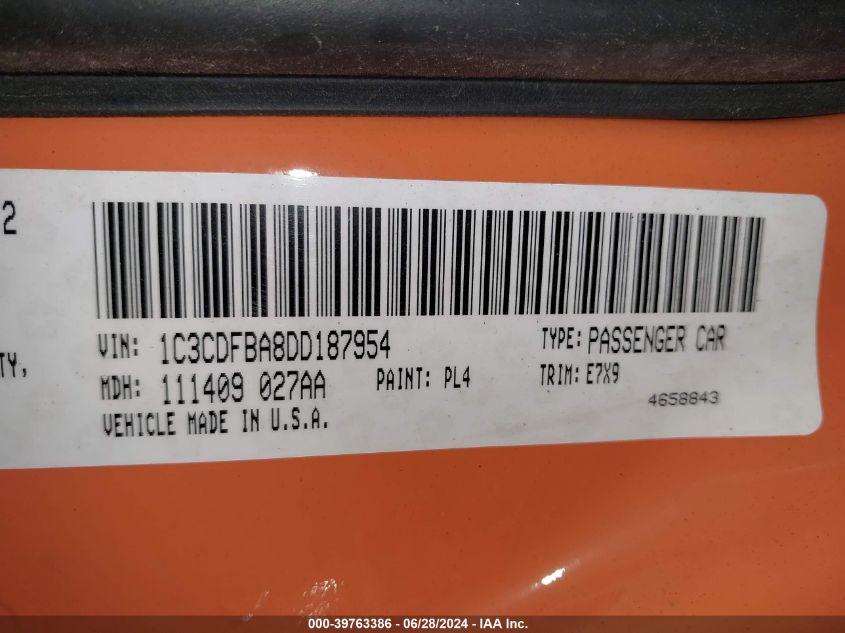 2
VIN: 1C3CDFBA8DD187954 TYPE: PASSENGER CAR
TY,
MDH: 111409 027AA PAINT: PL4 TRIM: E7X9
4658843
VEHICLE MADE IN U.S.A.
000-39763386 / 06/28/2024 - IAA Inc.